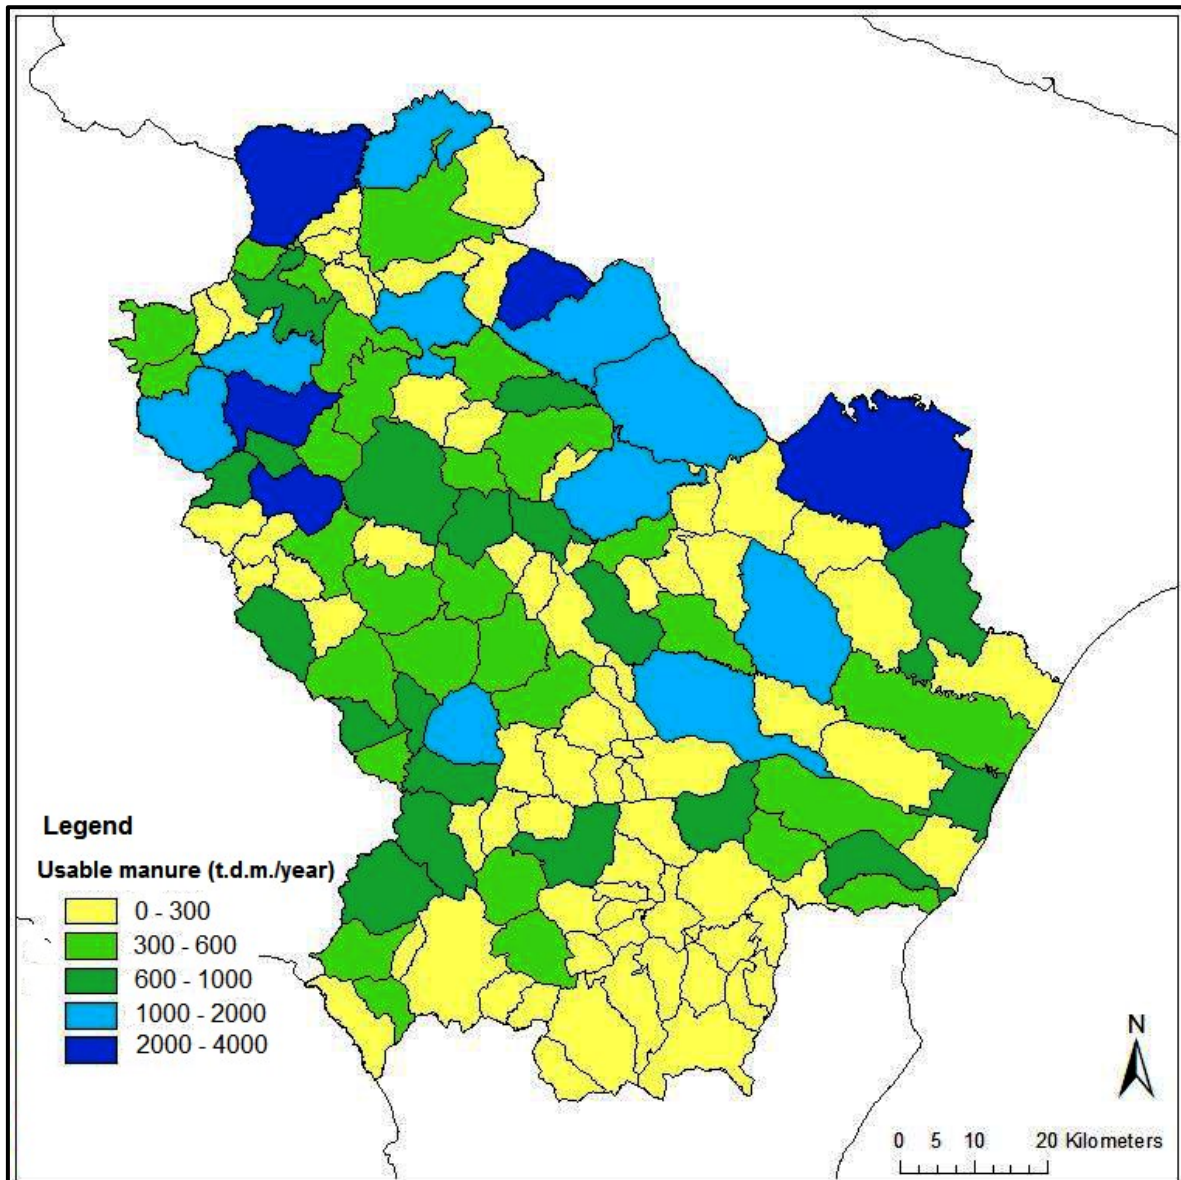 Legend
Usable manure (t.d.m./year)
0 - 300
300 - 600
600 - 1000
1000 - 2000
2000 - 4000
N
0 5 10 20 Kilometers